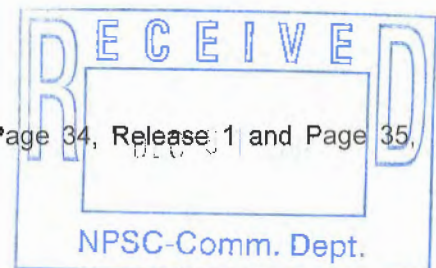 RECEIVED
Page 34, Release 1 and Page 35,
NPSC-Comm. Dept.